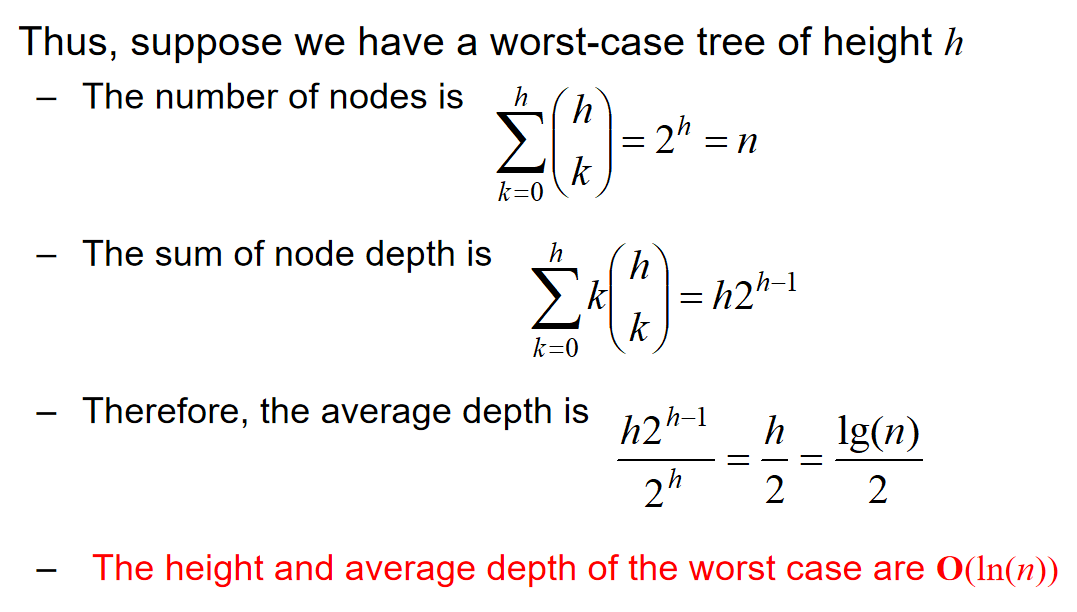 Thus, suppose we have a worst-case tree of height h
– The number of nodes is $\sum_{k=0}^{h} \binom{h}{k} = 2^h = n$
– The sum of node depth is $\sum_{k=0}^{h} k \binom{h}{k} = h2^{h-1}$
– Therefore, the average depth is $\frac{h2^{h-1}}{2^h} = \frac{h}{2} = \frac{\lg(n)}{2}$
– The height and average depth of the worst case are O(ln(n))